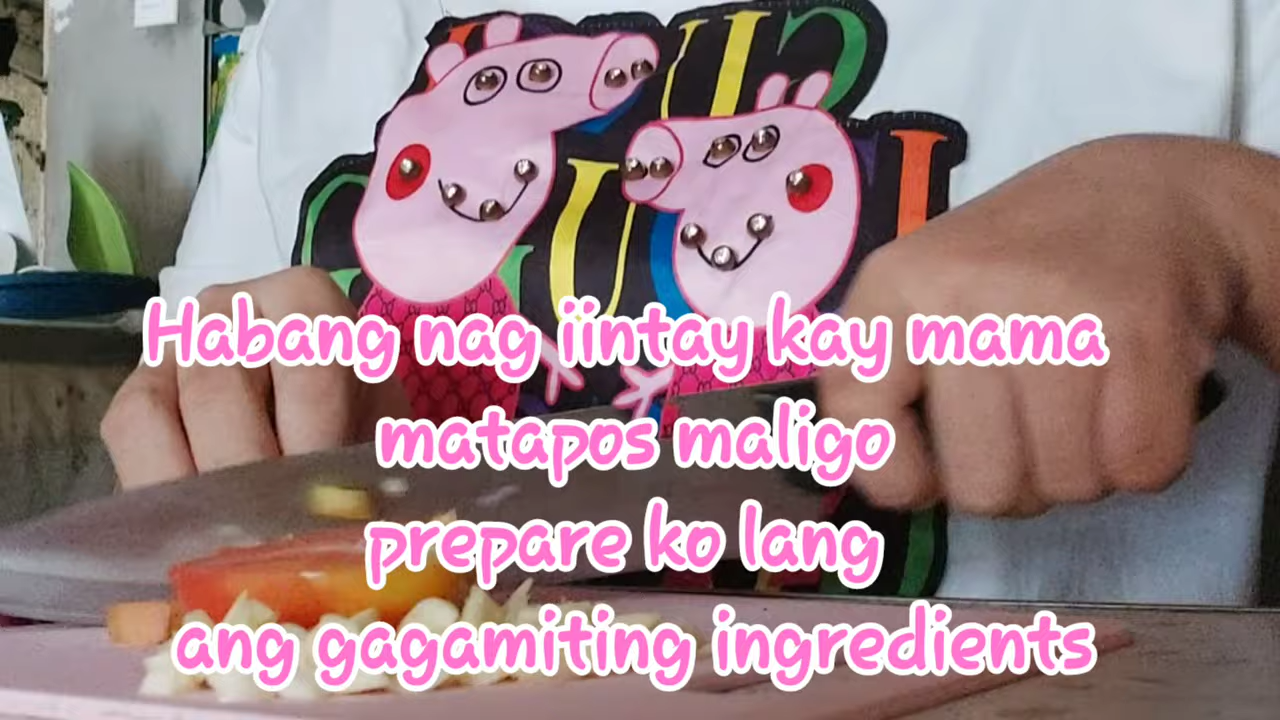 Habang nag iintay kay mama
matapos maligo
prepare ko lang
ang gagamiting ingredients